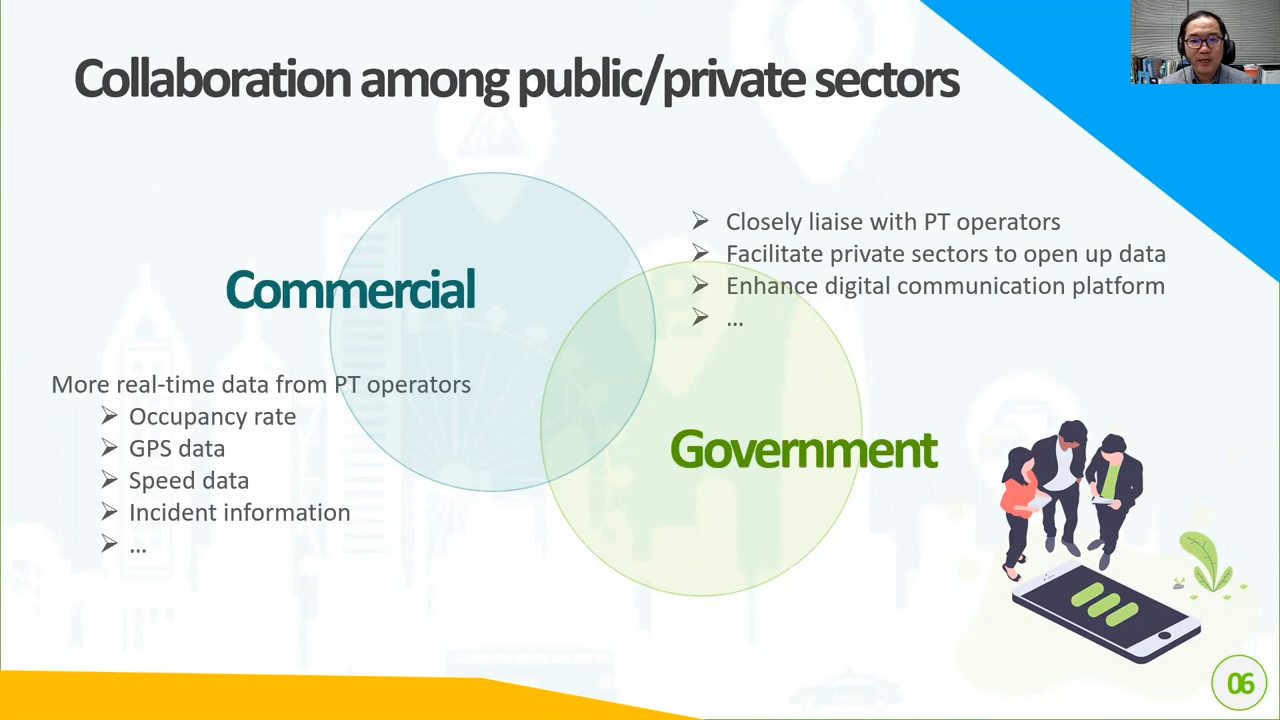 Collaboration among public/private sectors
➢ Closely liaise with PT operators
➢ Facilitate private sectors to open up data
➢ Enhance digital communication platform
➢ ...
Commercial
More real-time data from PT operators
➢ Occupancy rate
➢ GPS data
➢ Speed data
➢ Incident information
➢ ...
Government
06